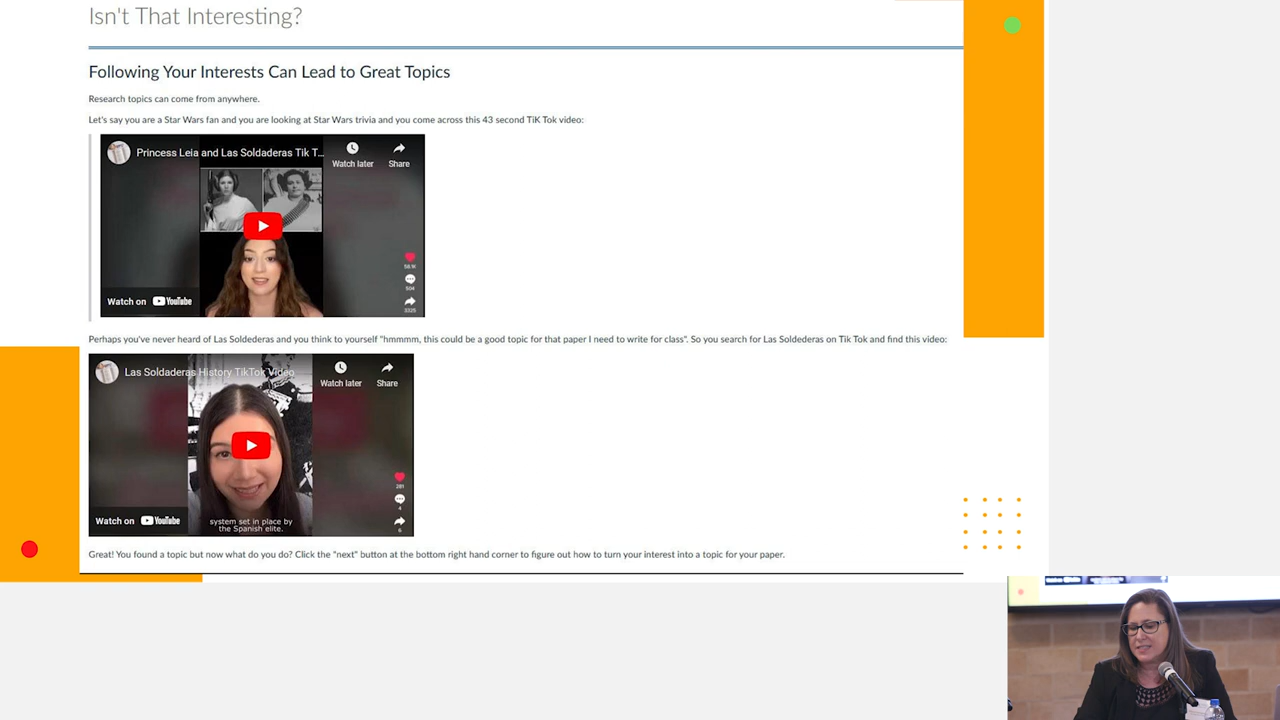 Isn't That Interesting?
Following Your Interests Can Lead to Great Topics
Research topics can come from anywhere.
Let's say you are a Star Wars fan and you are looking at Star Wars trivia and you come across this 43 second TiK Tok video:
Princess Leia and Las Soldaderas Tik T...
Watch later
Share
58.1K
504
3325
Watch on YouTube
Perhaps you've never heard of Las Soldederas and you think to yourself "hmmmm, this could be a good topic for that paper I need to write for class". So you search for Las Soldederas on Tik Tok and find this video:
Las Soldaderas History TikTok Video
Watch later
Share
281
4
6
Watch on YouTube
system set in place by
the Spanish elite.
Great! You found a topic but now what do you do? Click the "next" button at the bottom right hand corner to figure out how to turn your interest into a topic for your paper.